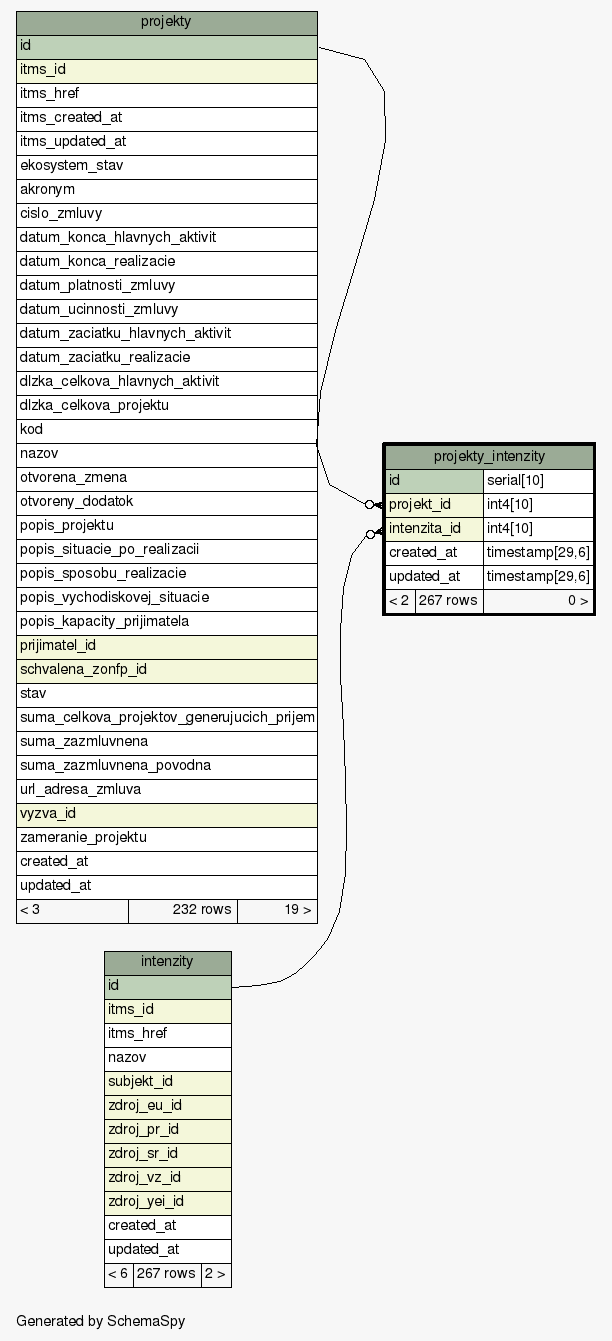 projekty
id
itms_id
itms_href
itms_created_at
itms_updated_at
ekosystem_stav
akronym
cislo_zmluvy
datum_konca_hlavnych_aktivit
datum_konca_realizacie
datum_platnosti_zmluvy
datum_ucinnosti_zmluvy
datum_zaciatku_hlavnych_aktivit
datum_zaciatku_realizacie
dlzka_celkova_hlavnych_aktivit
dlzka_celkova_projektu
kod
nazov
otvorena_zmena
otvoreny_dodatok
popis_projektu
popis_situacie_po_realizacii
popis_sposobu_realizacie
popis_vychodiskovej_situacie
popis_kapacity_prijimatela
prijimatel_id
schvalena_zonfp_id
stav
suma_celkova_projektov_generujucich_prijem
suma_zazmluvnena
suma_zazmluvnena_povodna
url_adresa_zmluva
vyzva_id
zameranie_projektu
created_at
updated_at
< 3 232 rows 19 >
projekty_intenzity
id serial[10]
projekt_id int4[10]
intenzita_id int4[10]
created_at timestamp[29,6]
updated_at timestamp[29,6]
< 2 267 rows 0 >
intenzity
id
itms_id
itms_href
nazov
subjekt_id
zdroj_eu_id
zdroj_pr_id
zdroj_sr_id
zdroj_vz_id
zdroj_yei_id
created_at
updated_at
< 6 267 rows 2 >
Generated by SchemaSpy